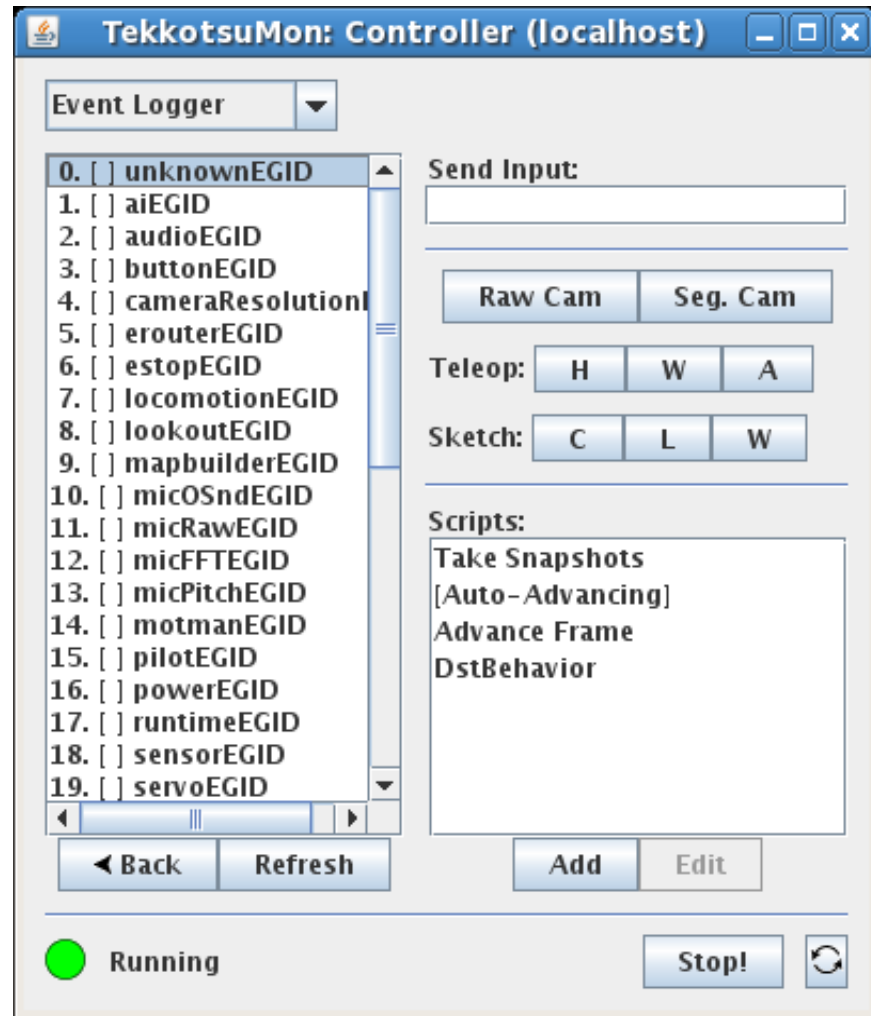 TekkotsuMon: Controller (localhost)
Event Logger
0. [ ] unknownEGID
1. [ ] aiEGID
2. [ ] audioEGID
3. [ ] buttonEGID
4. [ ] cameraResolution
5. [ ] erouterEGID
6. [ ] estopEGID
7. [ ] locomotionEGID
8. [ ] lookoutEGID
9. [ ] mapbuilderEGID
10. [ ] micOSndEGID
11. [ ] micRawEGID
12. [ ] micFFTEGID
13. [ ] micPitchEGID
14. [ ] motmanEGID
15. [ ] pilotEGID
16. [ ] powerEGID
17. [ ] runtimeEGID
18. [ ] sensorEGID
19. [ ] servoEGID
Back Refresh
Send Input:
Raw Cam Seg. Cam
Teleop: H W A
Sketch: C L W
Scripts:
Take Snapshots
[Auto-Advancing]
Advance Frame
DstBehavior
Add Edit
Running Stop!